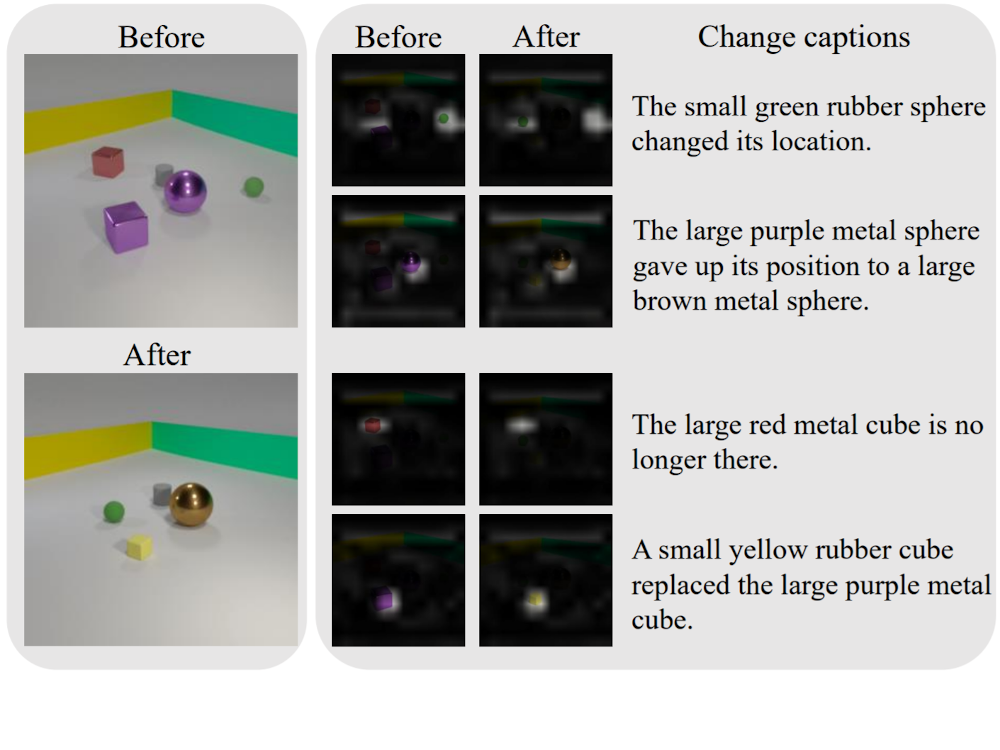 Before
After
Before
After
Change captions
The small green rubber sphere
changed its location.
The large purple metal sphere
gave up its position to a large
brown metal sphere.
The large red metal cube is no
longer there.
A small yellow rubber cube
replaced the large purple metal
cube.